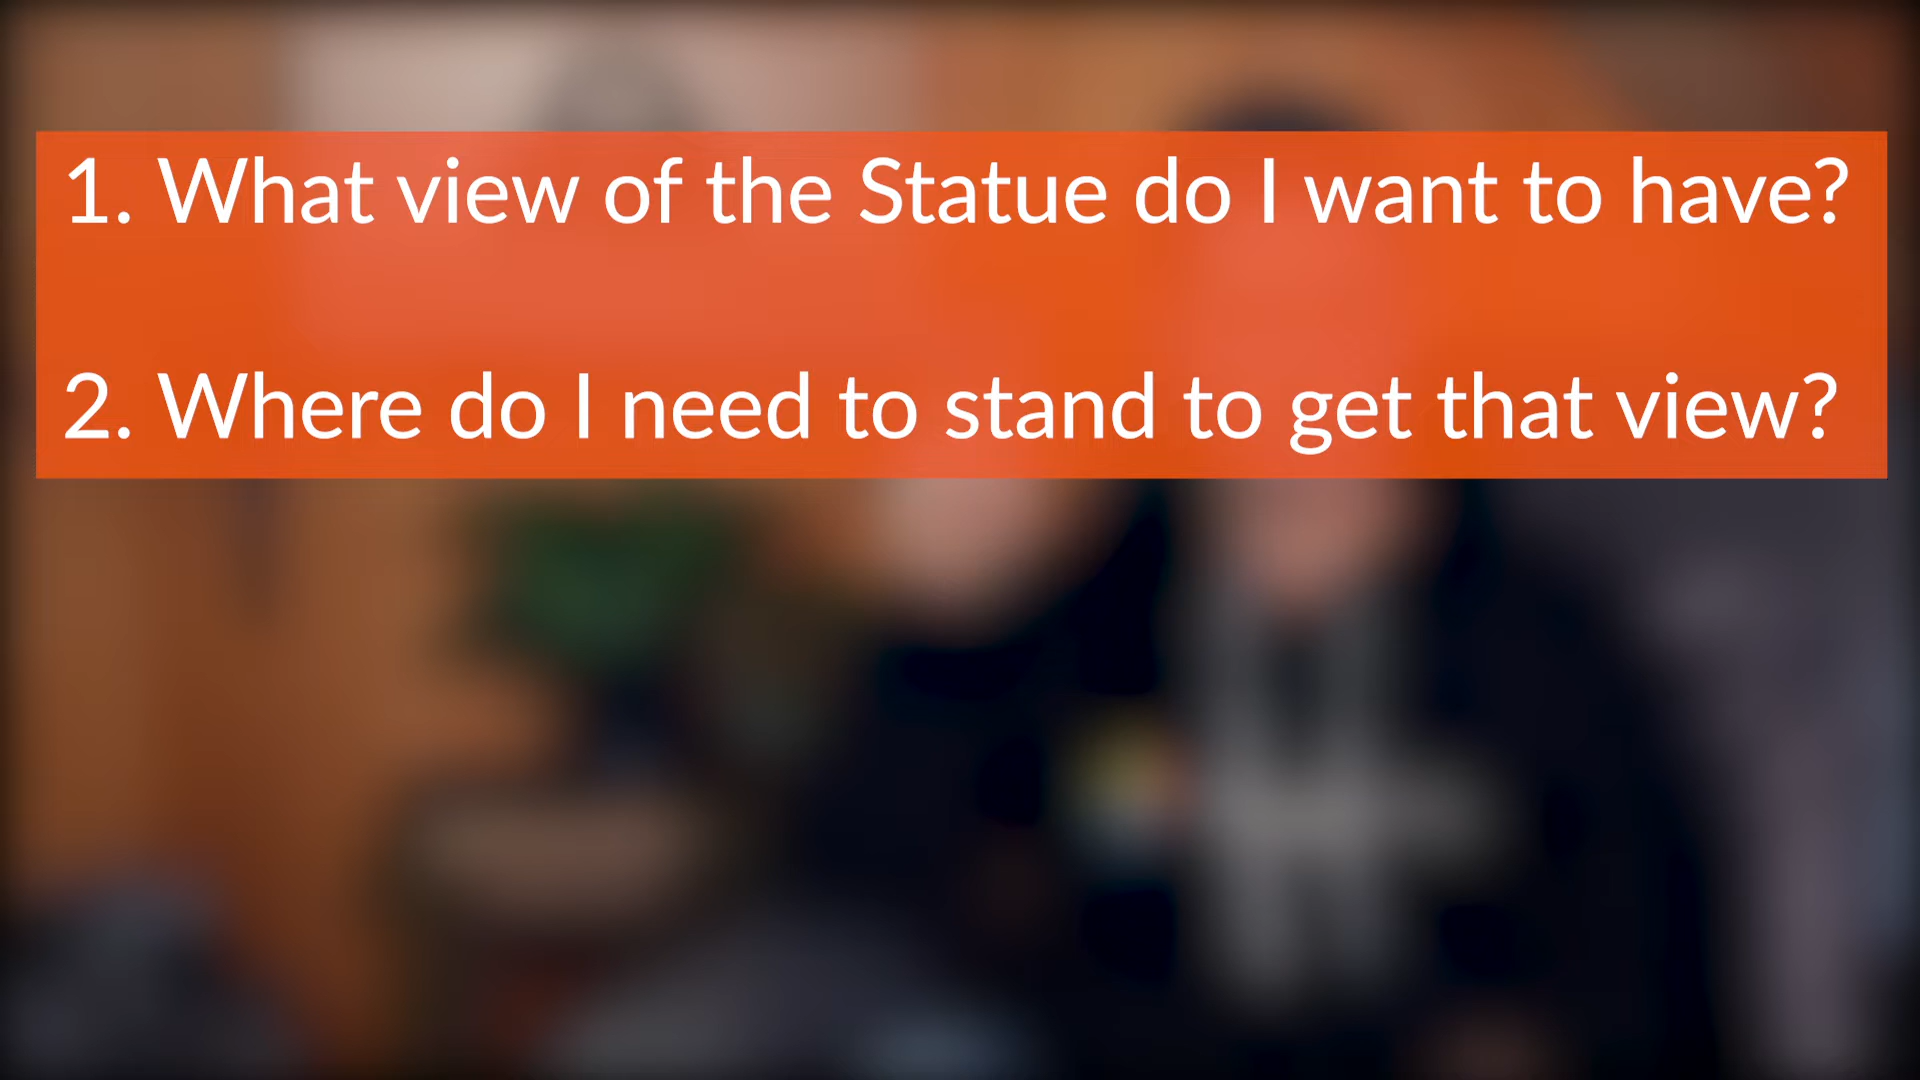 1. What view of the Statue do I want to have?
2. Where do I need to stand to get that view?